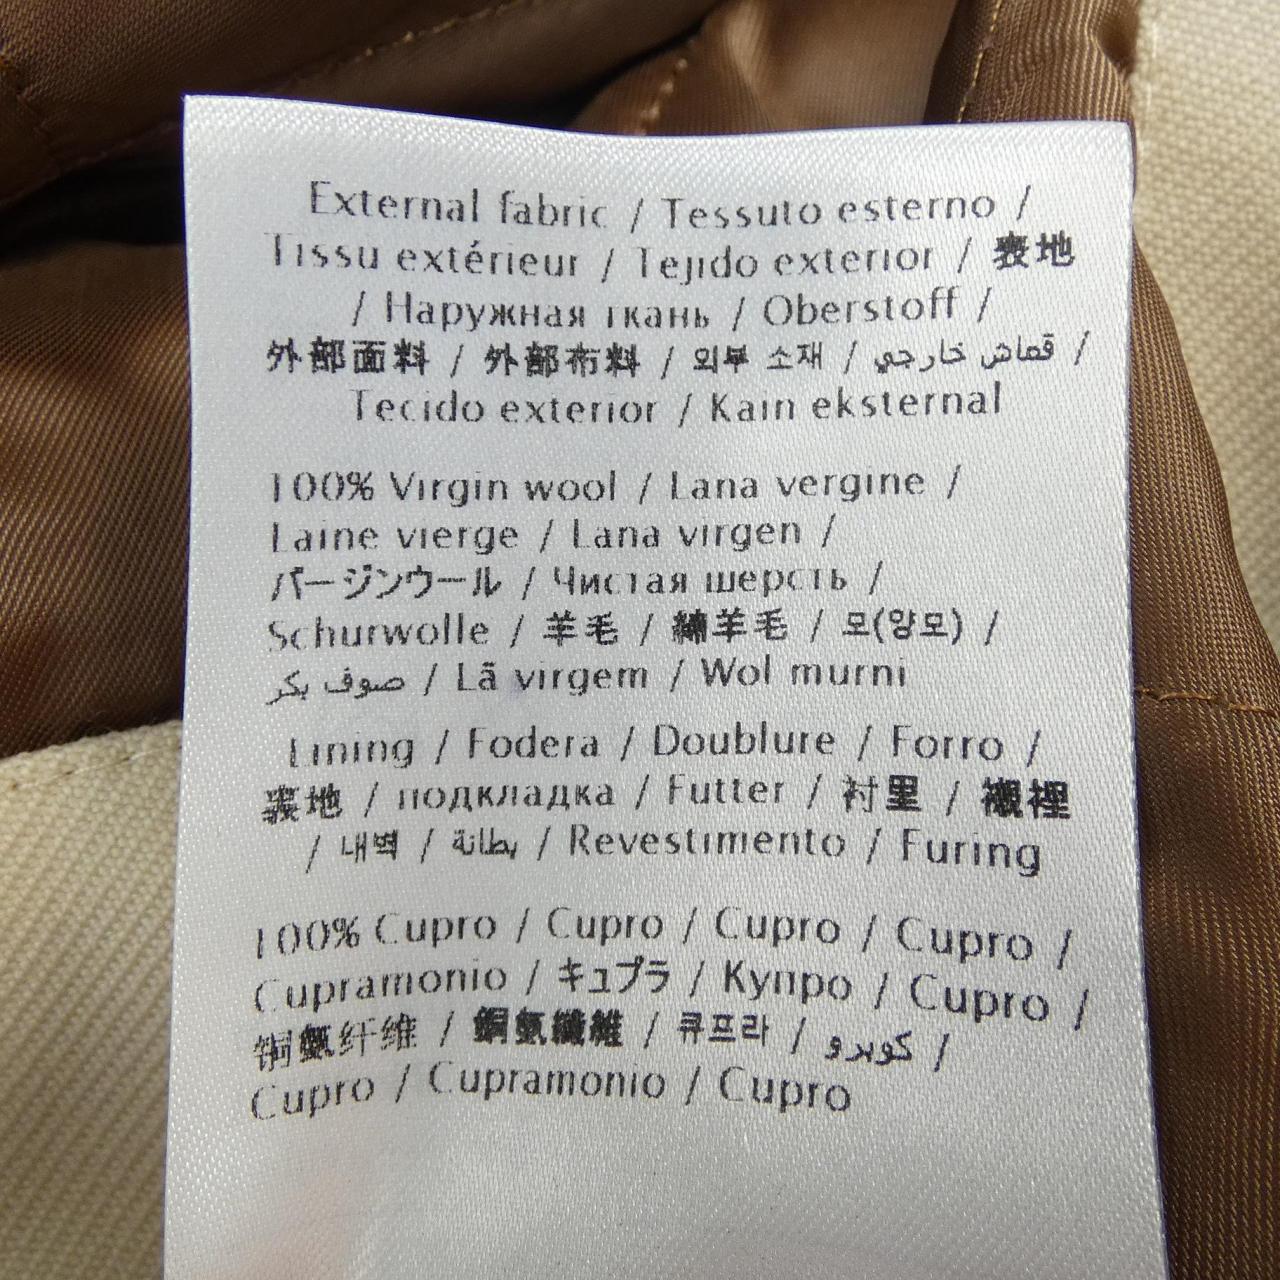 External fabric / Tessuto esterno /
Tissu extérieur / Tejido exterior / 表地
/ Наружная ткань / Oberstoff /
外部面料 / 外部布料 / 외부 소재 / قماش خارجي /
Tecido exterior / Kain eksternal
100% Virgin wool / Lana vergine /
Laine vierge / Lana virgen /
バージンウール / Чистая шерсть /
Schurwolle / 羊毛 / 綿羊毛 / 모(양모) /
صوف بكر / Lã virgem / Wol murni
Lining / Fodera / Doublure / Forro /
裏地 / подкладка / Futter / 衬里 / 襯裡
/ 내벽 / بطانة / Revestimento / Furing
100% Cupro / Cupro / Cupro / Cupro /
Cupramonio / キュプラ / Купро / Cupro /
铜氨纤维 / 銅氨纖維 / 큐프라 / كوبرو /
Cupro / Cupramonio / Cupro